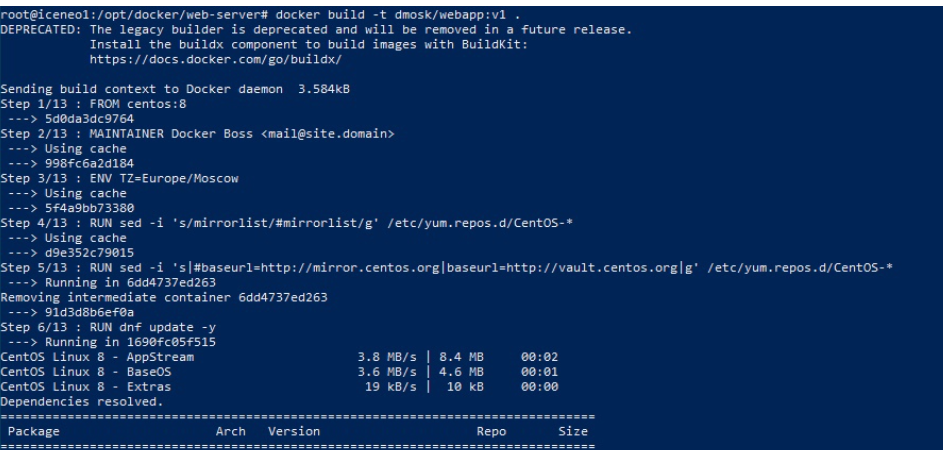 root@iceneo1:/opt/docker/web-server# docker build -t dmosk/webapp:v1 .
DEPRECATED: The legacy builder is deprecated and will be removed in a future release.
            Install the buildx component to build images with BuildKit:
            https://docs.docker.com/go/buildx/

Sending build context to Docker daemon  3.584kB
Step 1/13 : FROM centos:8
 ---> 5d0da3dc9764
Step 2/13 : MAINTAINER Docker Boss <mail@site.domain>
 ---> Using cache
 ---> 998fc6a2d184
Step 3/13 : ENV TZ=Europe/Moscow
 ---> Using cache
 ---> 5f4a9bb73380
Step 4/13 : RUN sed -i 's/mirrorlist/#mirrorlist/g' /etc/yum.repos.d/CentOS-*
 ---> Using cache
 ---> d9e352c79015
Step 5/13 : RUN sed -i 's|#baseurl=http://mirror.centos.org|baseurl=http://vault.centos.org|g' /etc/yum.repos.d/CentOS-*
 ---> Running in 6dd4737ed263
Removing intermediate container 6dd4737ed263
 ---> 91d3d8b6ef0a
Step 6/13 : RUN dnf update -y
 ---> Running in 1690fc05f515
CentOS Linux 8 - AppStream                      3.8 MB/s | 8.4 MB     00:02
CentOS Linux 8 - BaseOS                         3.6 MB/s | 4.6 MB     00:01
CentOS Linux 8 - Extras                          19 kB/s |  10 kB     00:00
Dependencies resolved.
================================================================================
 Package                    Arch   Version                    Repo       Size
================================================================================